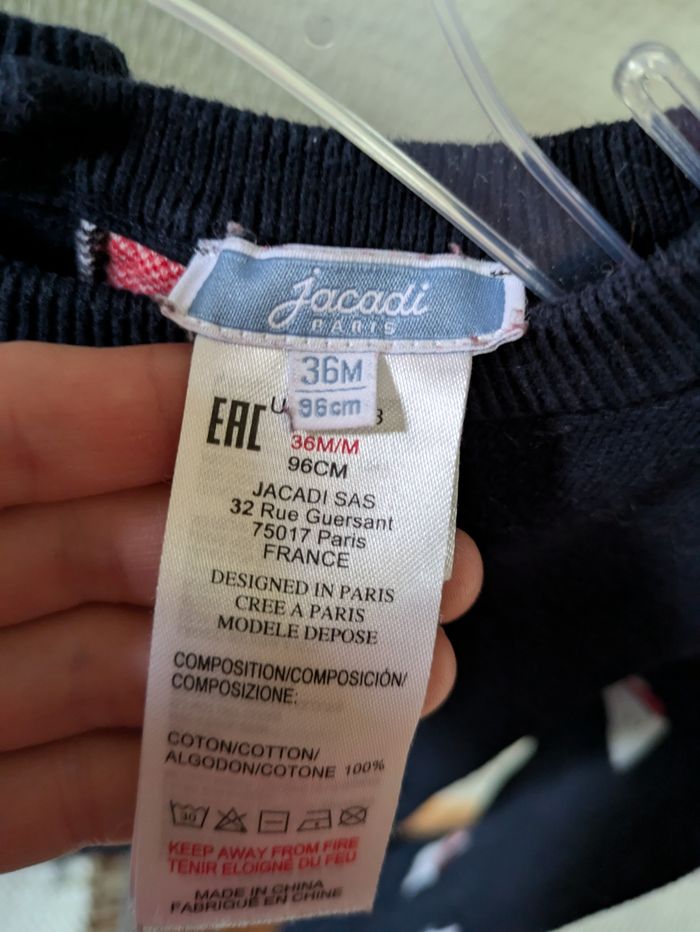 jacadi
PARIS
36M
96cm
EAC
36M/M
96CM
JACADI SAS
32 Rue Guersant
75017 Paris
FRANCE
DESIGNED IN PARIS
CREE A PARIS
MODELE DEPOSE
COMPOSITION/COMPOSICIÓN/
COMPOSIZIONE:
COTON/COTTON/
ALGODON/COTONE 100%
30
KEEP AWAY FROM FIRE
TENIR ELOIGNE DU FEU
MADE IN CHINA
FABRIQUE EN CHINE